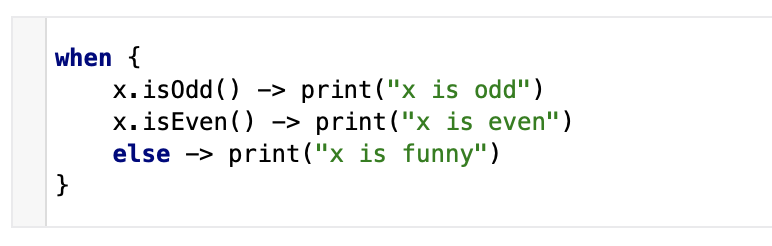 when {
    x.isOdd() -> print("x is odd")
    x.isEven() -> print("x is even")
    else -> print("x is funny")
}